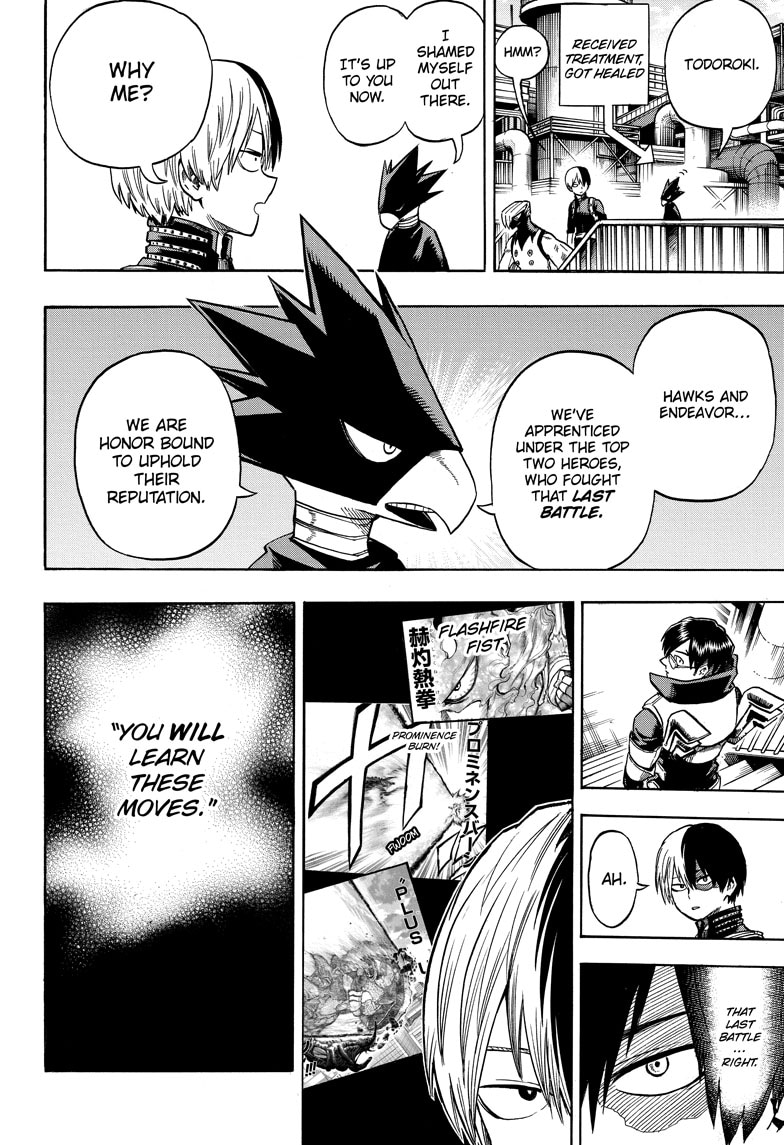 TODOROKI.
RECEIVED
TREATMENT,
GOT HEALED
HMM?
I
SHAMED
MYSELF
OUT
THERE.
IT'S UP
TO YOU
NOW.
WHY
ME?
HAWKS AND
ENDEAVOR...
WE'VE
APPRENTICED
UNDER THE TOP
TWO HEROES,
WHO FOUGHT
THAT LAST
BATTLE.
WE ARE
HONOR BOUND
TO UPHOLD
THEIR
REPUTATION.
AH.
THAT
LAST
BATTLE
...
RIGHT.
FLASHFIRE
FIST
赫灼熱拳
PROMINENCE
BURN!
プロミネンスバーン
FWOOM
"PLUS U
!!!
"YOU WILL
LEARN
THESE
MOVES."